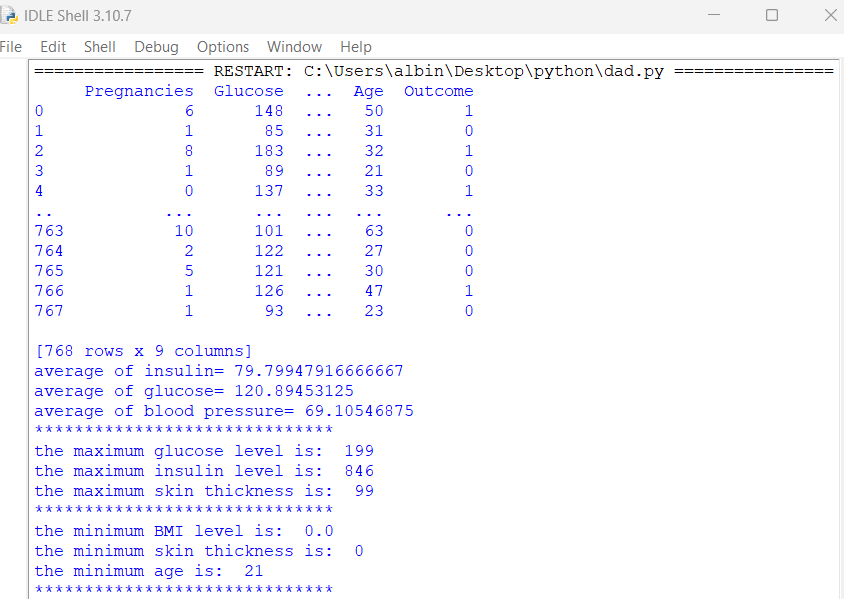 IDLE Shell 3.10.7
File Edit Shell Debug Options Window Help
================= RESTART: C:\Users\albin\Desktop\python\dad.py ================
     Pregnancies  Glucose  ...  Age  Outcome
0              6      148  ...   50        1
1              1       85  ...   31        0
2              8      183  ...   32        1
3              1       89  ...   21        0
4              0      137  ...   33        1
..           ...      ...  ...  ...      ...
763           10      101  ...   63        0
764            2      122  ...   27        0
765            5      121  ...   30        0
766            1      126  ...   47        1
767            1       93  ...   23        0
[768 rows x 9 columns]
average of insulin= 79.79947916666667
average of glucose= 120.89453125
average of blood pressure= 69.10546875
******************************
the maximum glucose level is:  199
the maximum insulin level is:  846
the maximum skin thickness is:  99
******************************
the minimum BMI level is:  0.0
the minimum skin thickness is:  0
the minimum age is:  21
******************************